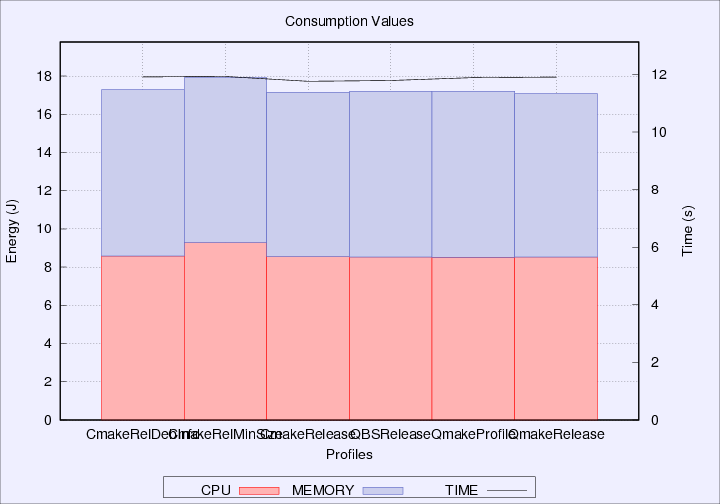 Consumption Values
18
16
14
12
10
8
6
4
2
0
Energy (J)
12
10
8
6
4
2
0
Time (s)
CmakeRelDebInfo CmakeRelMinSize CmakeRelease QBSRelease QmakeProfile QmakeRelease
Profiles
CPU MEMORY TIME